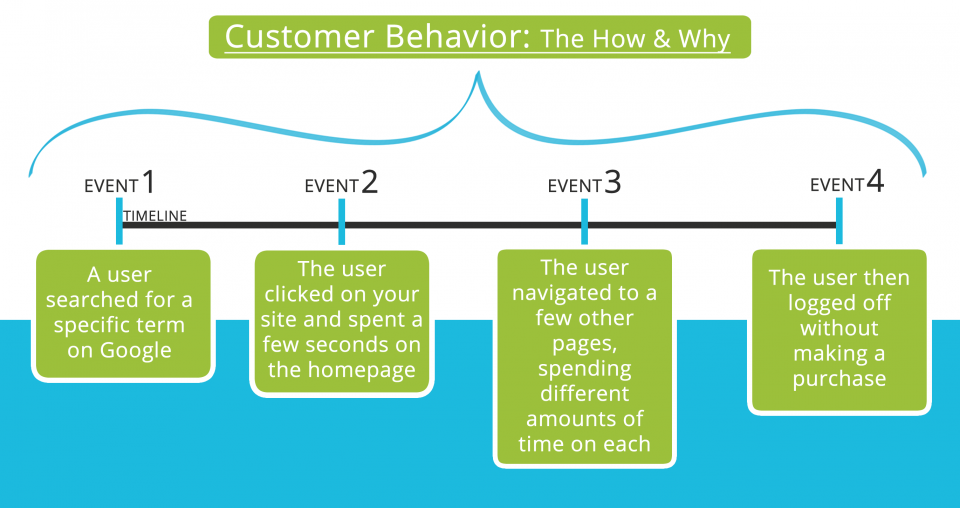 Customer Behavior: The How & Why
EVENT 1
EVENT 2
EVENT 3
EVENT 4
TIMELINE
A user
searched for a
specific term
on Google
The user
clicked on your
site and spent a
few seconds on
the homepage
The user
navigated to a
few other
pages,
spending
different
amounts of
time on each
The user then
logged off
without
making a
purchase